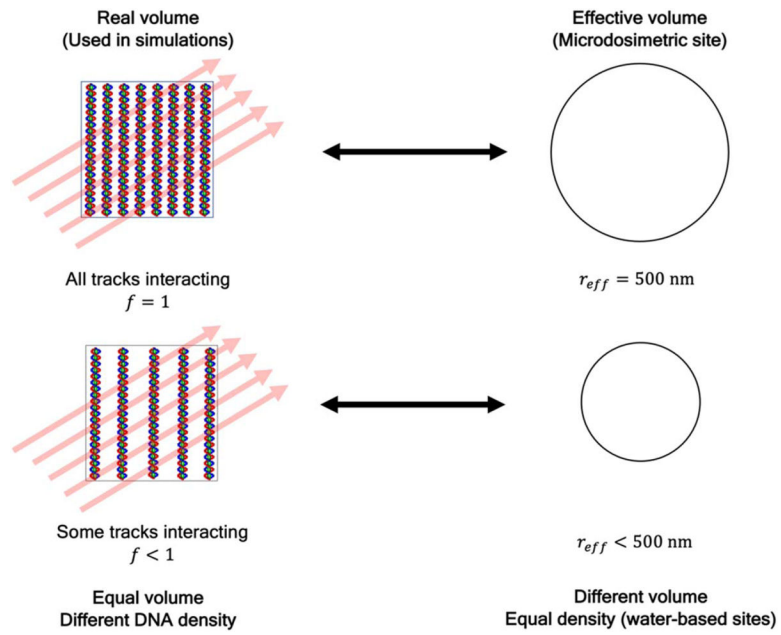 Real volume
(Used in simulations)
Effective volume
(Microdosimetric site)
All tracks interacting
f = 1
r_eff = 500 nm
Some tracks interacting
f < 1
r_eff < 500 nm
Equal volume
Different DNA density
Different volume
Equal density (water-based sites)